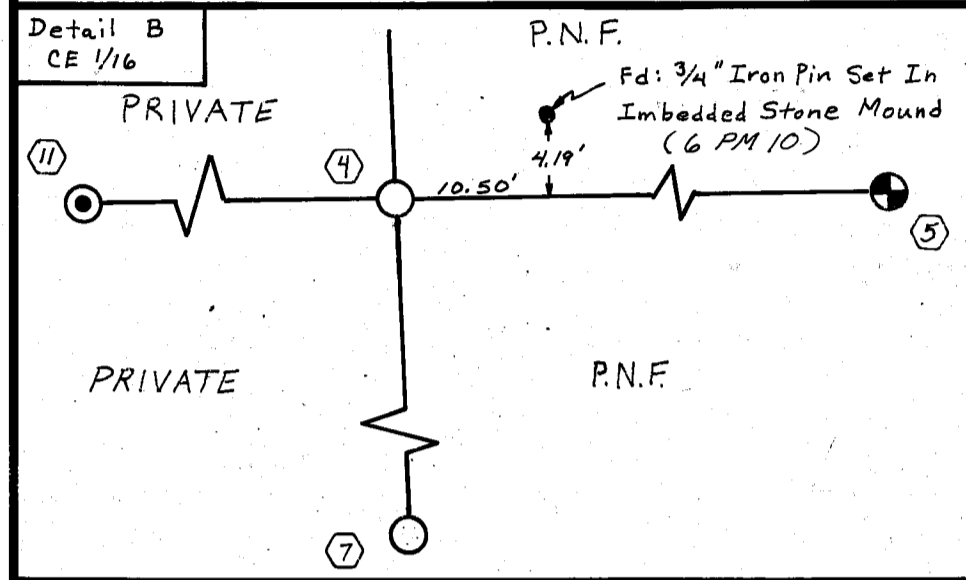 Detail B
CE 1/16
P.N.F.
PRIVATE
Fd: 3/4" Iron Pin Set In
Imbedded Stone Mound
(6 PM 10)
11
4
4.19'
10.50'
5
PRIVATE
P.N.F.
7